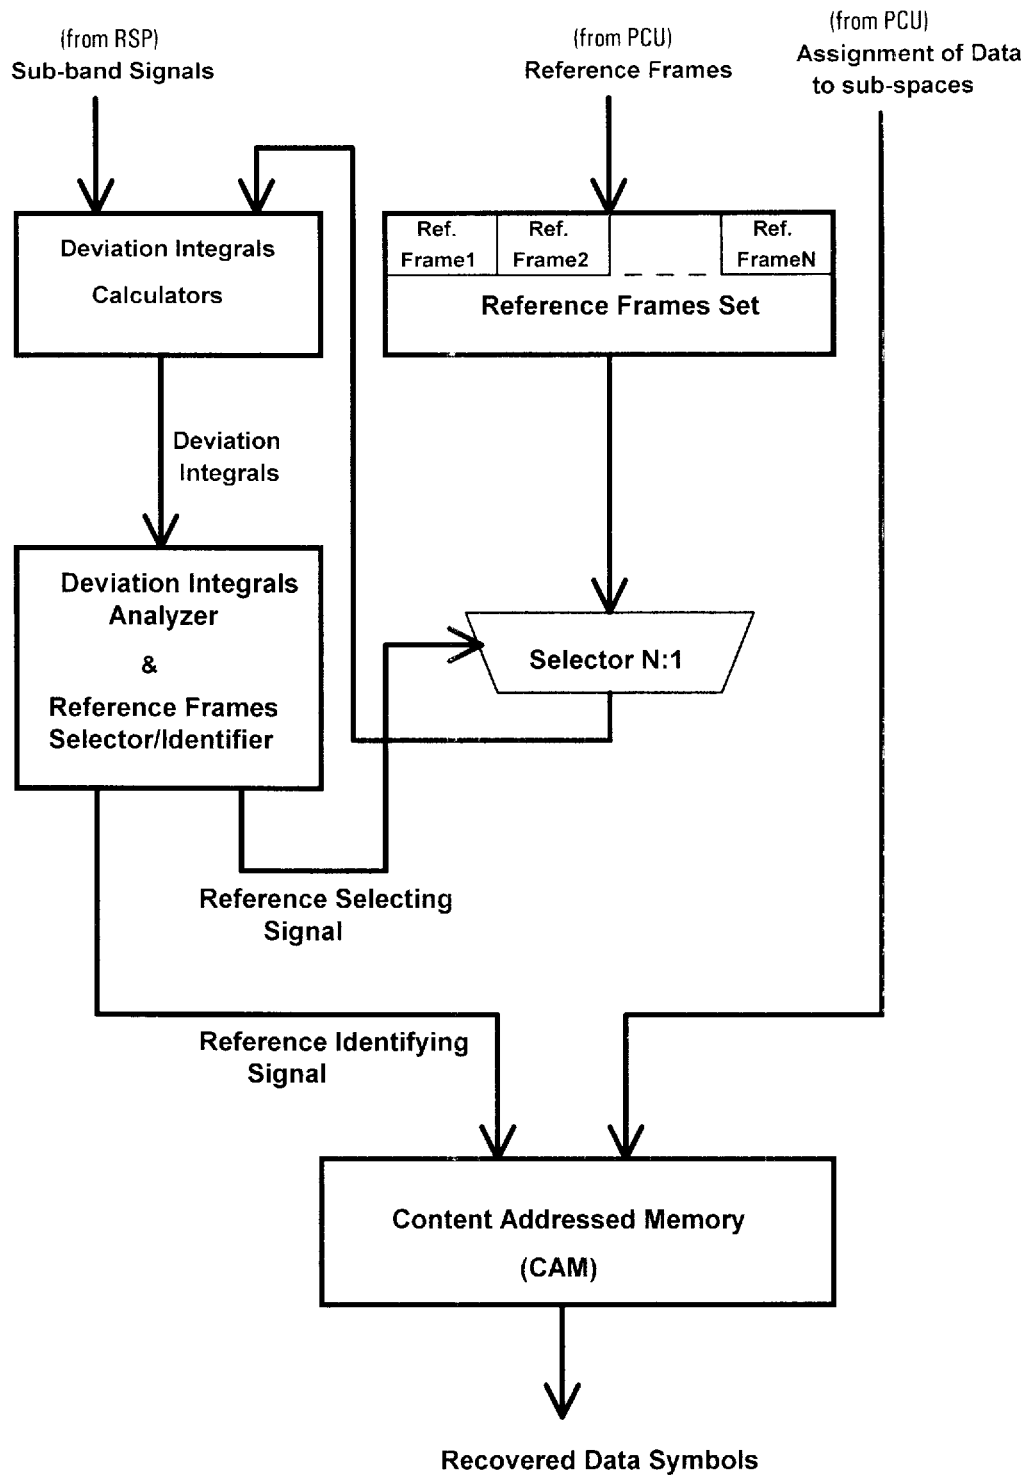 (from RSP)
Sub-band Signals
(from PCU)
Reference Frames
(from PCU)
Assignment of Data
to sub-spaces
Deviation Integrals
Calculators
Ref.
Frame1
Ref.
Frame2
Ref.
FrameN
Reference Frames Set
Deviation
Integrals
Deviation Integrals
Analyzer
&
Reference Frames
Selector/Identifier
Selector N:1
Reference Selecting
Signal
Reference Identifying
Signal
Content Addressed Memory
(CAM)
Recovered Data Symbols